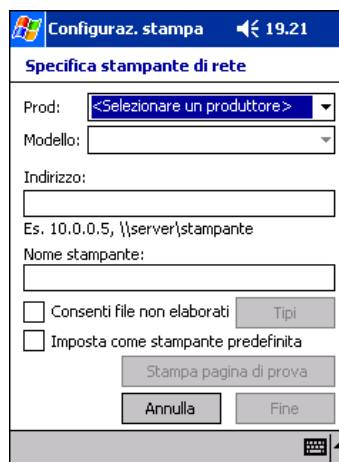 Configuraz. stampa 19.21
Specifica stampante di rete
Prod: <Selezionare un produttore>
Modello:
Indirizzo:
Es. 10.0.0.5, \\server\stampante
Nome stampante:
Consenti file non elaborati Tipi
Imposta come stampante predefinita
Stampa pagina di prova
Annulla Fine